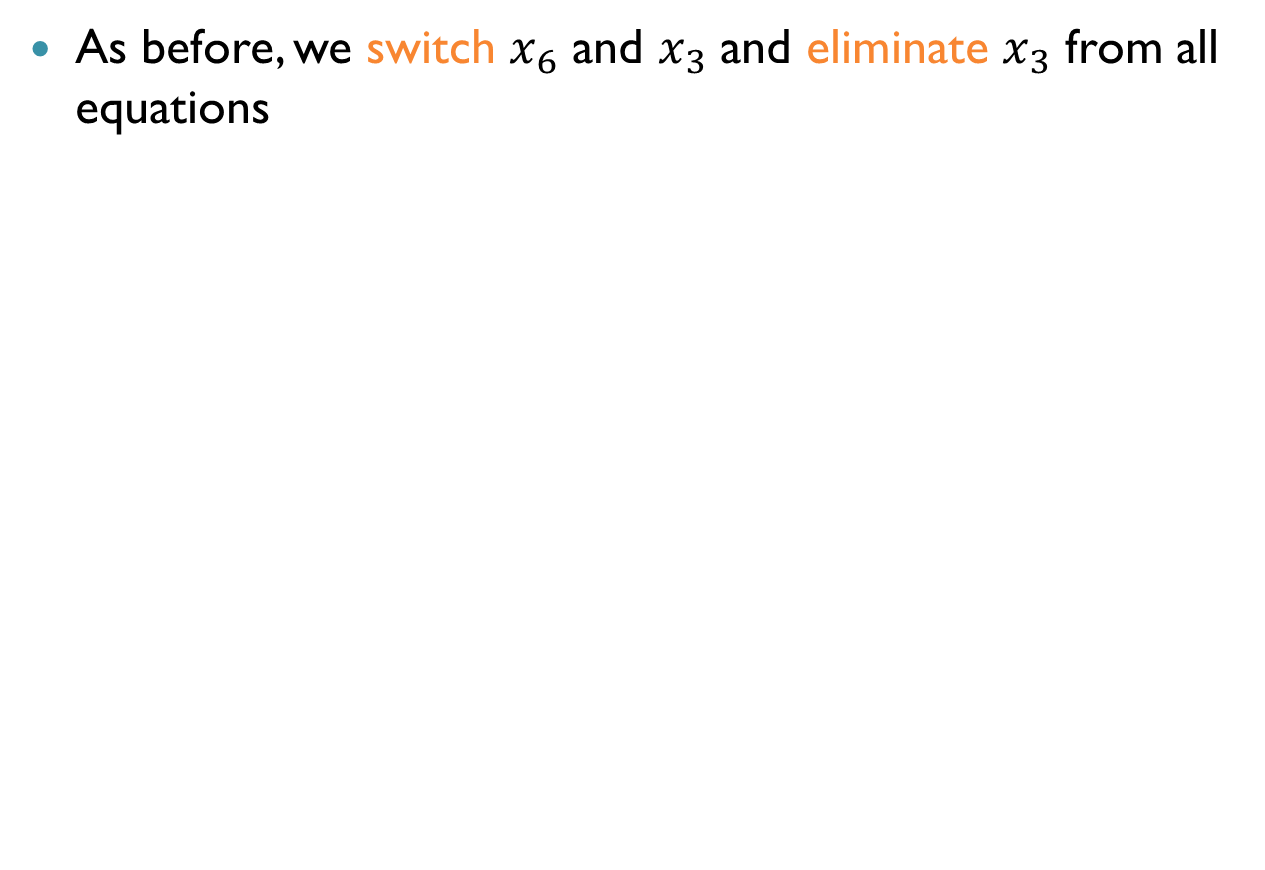 • As before, we switch x₆ and x₃ and eliminate x₃ from all
equations